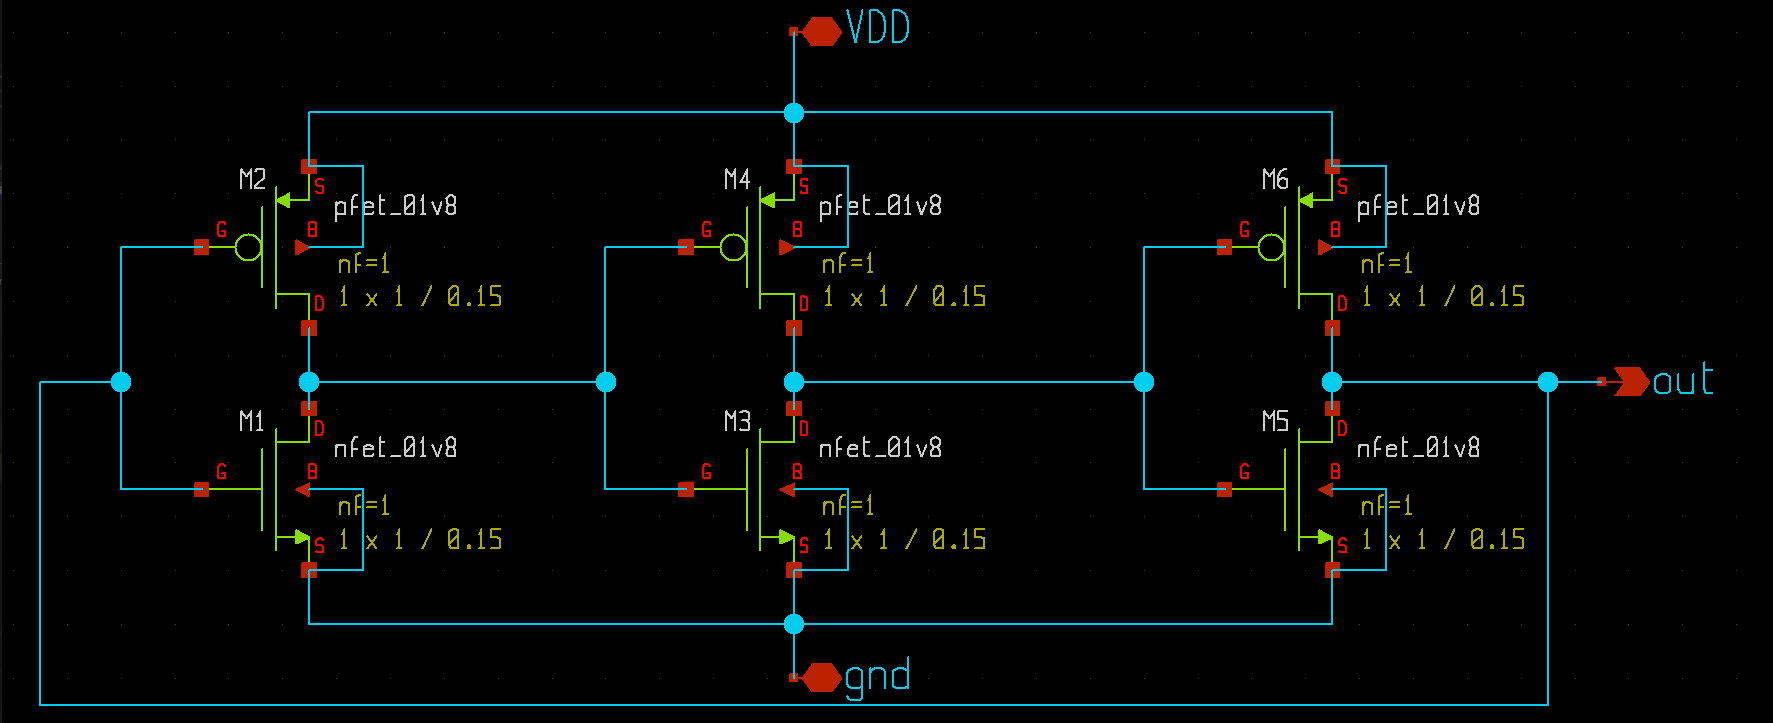 VDD
M2
S
pfet_01v8
G
B
nf=1
1 x 1 / 0.15
D
M4
S
pfet_01v8
G
B
nf=1
1 x 1 / 0.15
D
M6
S
pfet_01v8
G
B
nf=1
1 x 1 / 0.15
D
out
M1
D
nfet_01v8
G
B
nf=1
1 x 1 / 0.15
S
M3
D
nfet_01v8
G
B
nf=1
1 x 1 / 0.15
S
M5
D
nfet_01v8
G
B
nf=1
1 x 1 / 0.15
S
gnd